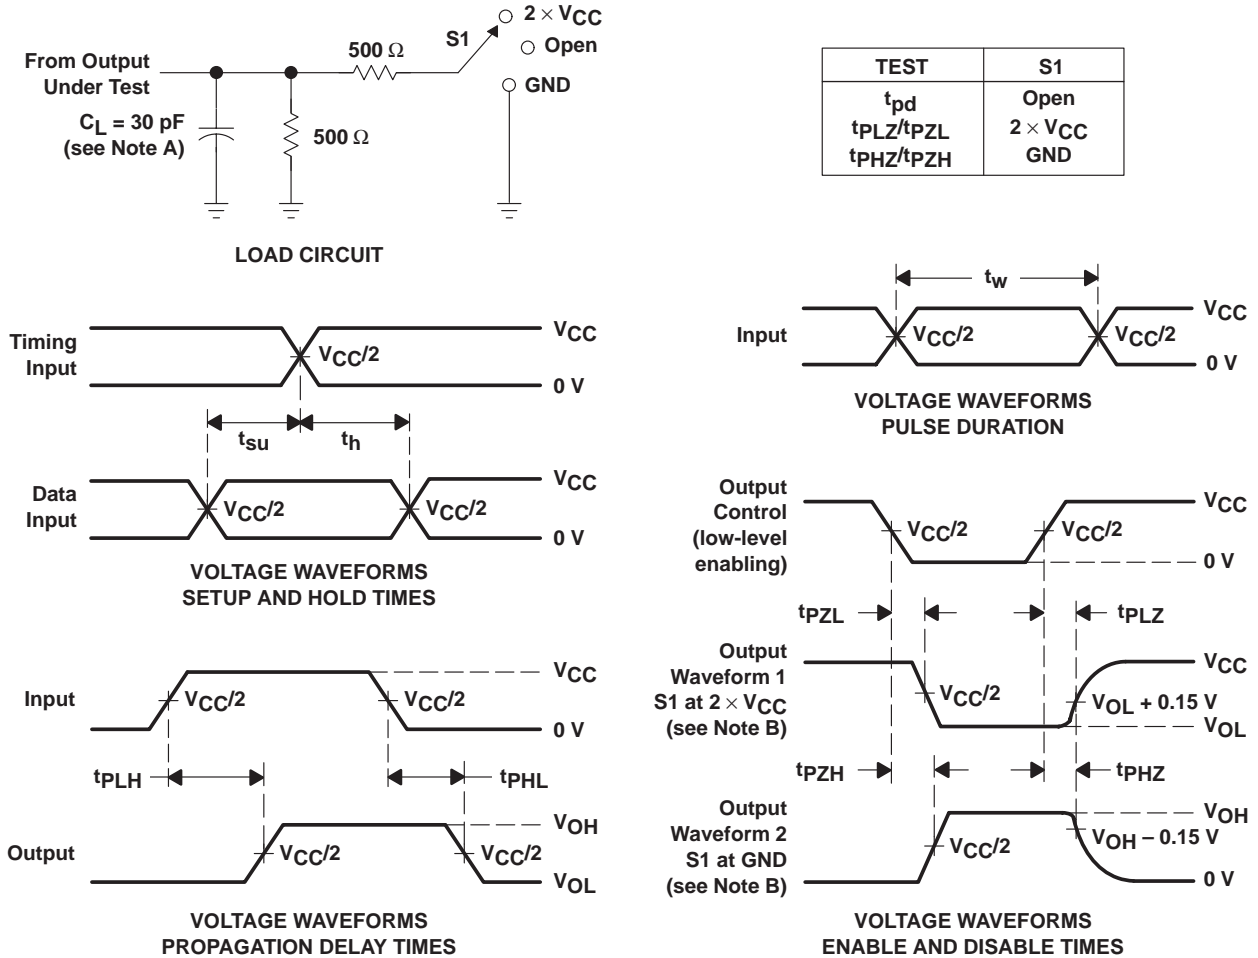 From Output
Under Test
C_L = 30 pF
(see Note A)
500 Ω
500 Ω
S1
2 × V_CC
Open
GND
LOAD CIRCUIT
TEST S1
t_pd Open
t_PLZ/t_PZL 2 × V_CC
t_PHZ/t_PZH GND
Timing
Input
V_CC/2
V_CC
0 V
t_su
t_h
Data
Input
V_CC/2
V_CC/2
V_CC
0 V
VOLTAGE WAVEFORMS
SETUP AND HOLD TIMES
t_w
Input
V_CC/2
V_CC/2
V_CC
0 V
VOLTAGE WAVEFORMS
PULSE DURATION
Input
V_CC/2
V_CC/2
V_CC
0 V
t_PLH
t_PHL
Output
V_CC/2
V_CC/2
V_OH
V_OL
VOLTAGE WAVEFORMS
PROPAGATION DELAY TIMES
Output
Control
(low-level
enabling)
V_CC/2
V_CC/2
V_CC
0 V
t_PZL
t_PLZ
Output
Waveform 1
S1 at 2 × V_CC
(see Note B)
V_CC/2
V_CC
V_OL + 0.15 V
V_OL
t_PZH
t_PHZ
Output
Waveform 2
S1 at GND
(see Note B)
V_CC/2
V_OH
V_OH – 0.15 V
0 V
VOLTAGE WAVEFORMS
ENABLE AND DISABLE TIMES